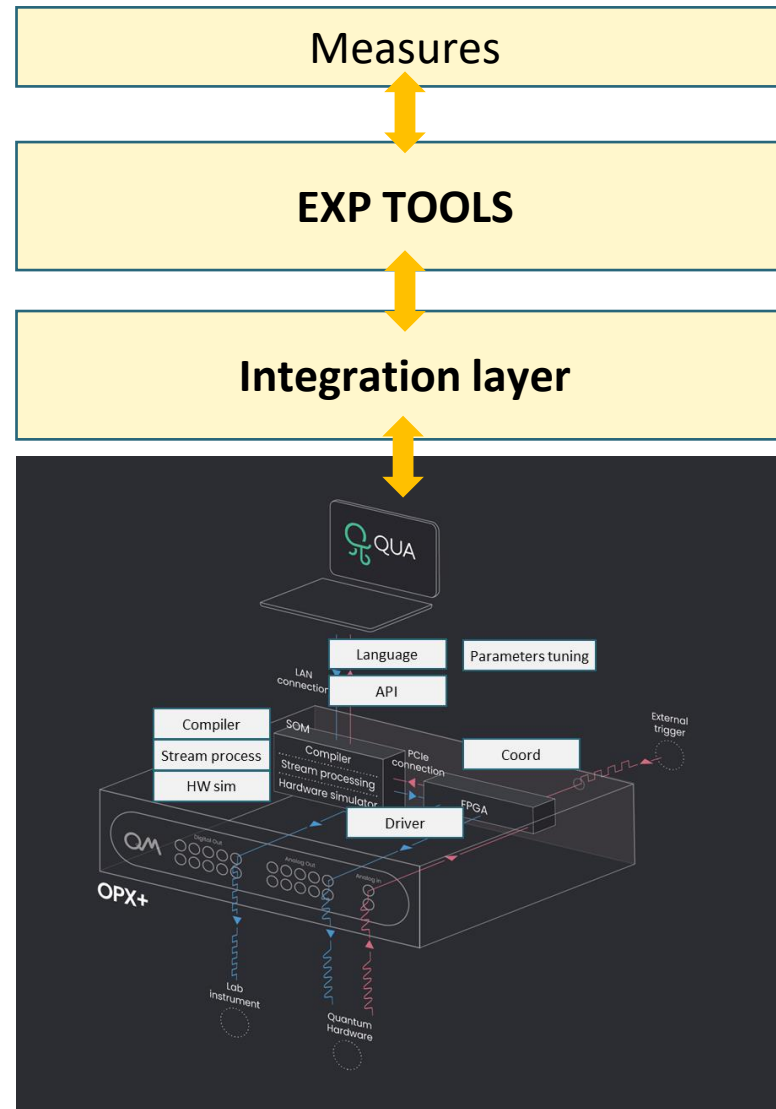 Measures
EXP TOOLS
Integration layer
QUA
Language
Parameters tuning
LAN
connection
API
External
trigger
Compiler
SOM
Stream process
HW sim
Compiler
Stream processing
Hardware simulator
PCIe
connection
Coord
FPGA
Driver
QM
Digital Out
Analog Out
Analog In
OPX+
Lab
instrument
Quantum
Hardware